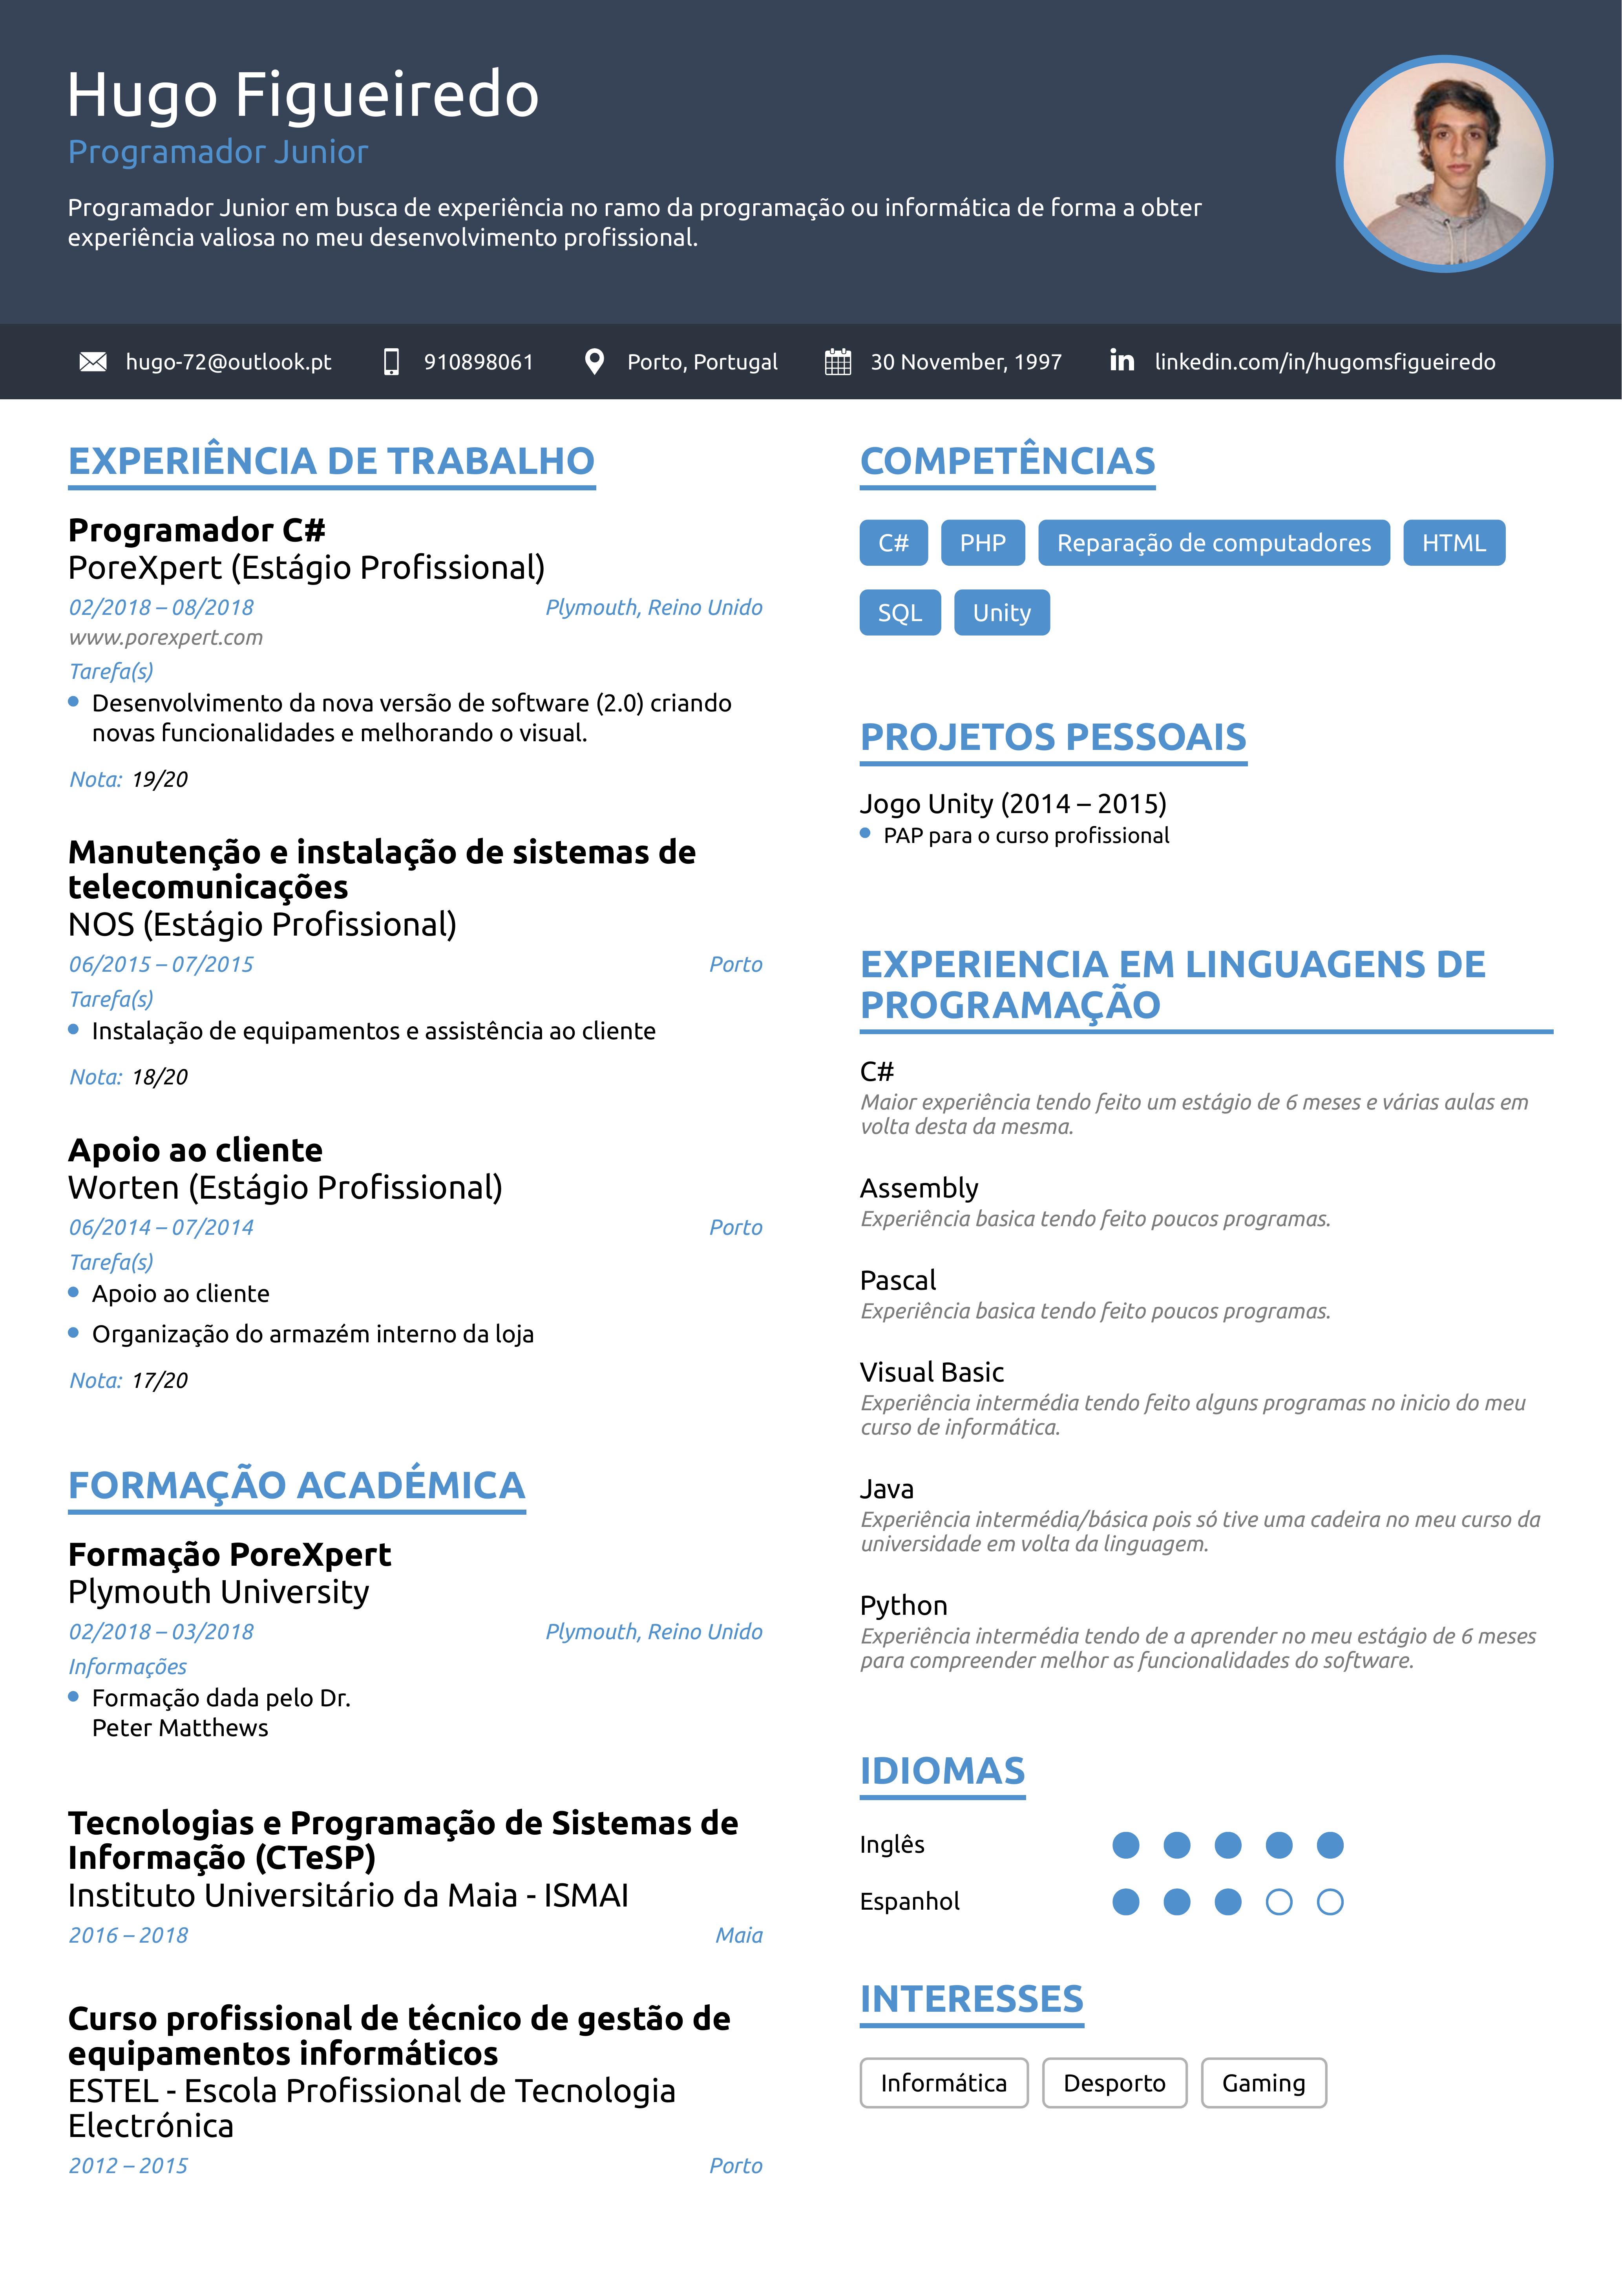 Hugo Figueiredo
Programador Junior
Programador Junior em busca de experiência no ramo da programação ou informática de forma a obter
experiência valiosa no meu desenvolvimento profissional.
hugo-72@outlook.pt 910898061 Porto, Portugal 30 November, 1997 linkedin.com/in/hugomsfigueiredo
EXPERIÊNCIA DE TRABALHO
Programador C#
PoreXpert (Estágio Profissional)
02/2018 – 08/2018 Plymouth, Reino Unido
www.porexpert.com
Tarefa(s)
Desenvolvimento da nova versão de software (2.0) criando
novas funcionalidades e melhorando o visual.
Nota: 19/20
Manutenção e instalação de sistemas de
telecomunicações
NOS (Estágio Profissional)
06/2015 – 07/2015 Porto
Tarefa(s)
Instalação de equipamentos e assistência ao cliente
Nota: 18/20
Apoio ao cliente
Worten (Estágio Profissional)
06/2014 – 07/2014 Porto
Tarefa(s)
Apoio ao cliente
Organização do armazém interno da loja
Nota: 17/20
FORMAÇÃO ACADÉMICA
Formação PoreXpert
Plymouth University
02/2018 – 03/2018 Plymouth, Reino Unido
Informações
Formação dada pelo Dr.
Peter Matthews
Tecnologias e Programação de Sistemas de
Informação (CTeSP)
Instituto Universitário da Maia - ISMAI
2016 – 2018 Maia
Curso profissional de técnico de gestão de
equipamentos informáticos
ESTEL - Escola Profissional de Tecnologia
Electrónica
2012 – 2015 Porto
COMPETÊNCIAS
C# PHP Reparação de computadores HTML
SQL Unity
PROJETOS PESSOAIS
Jogo Unity (2014 – 2015)
PAP para o curso profissional
EXPERIENCIA EM LINGUAGENS DE
PROGRAMAÇÃO
C#
Maior experiência tendo feito um estágio de 6 meses e várias aulas em
volta desta da mesma.
Assembly
Experiência basica tendo feito poucos programas.
Pascal
Experiência basica tendo feito poucos programas.
Visual Basic
Experiência intermédia tendo feito alguns programas no inicio do meu
curso de informática.
Java
Experiência intermédia/básica pois só tive uma cadeira no meu curso da
universidade em volta da linguagem.
Python
Experiência intermédia tendo de a aprender no meu estágio de 6 meses
para compreender melhor as funcionalidades do software.
IDIOMAS
Inglês
Espanhol
INTERESSES
Informática Desporto Gaming